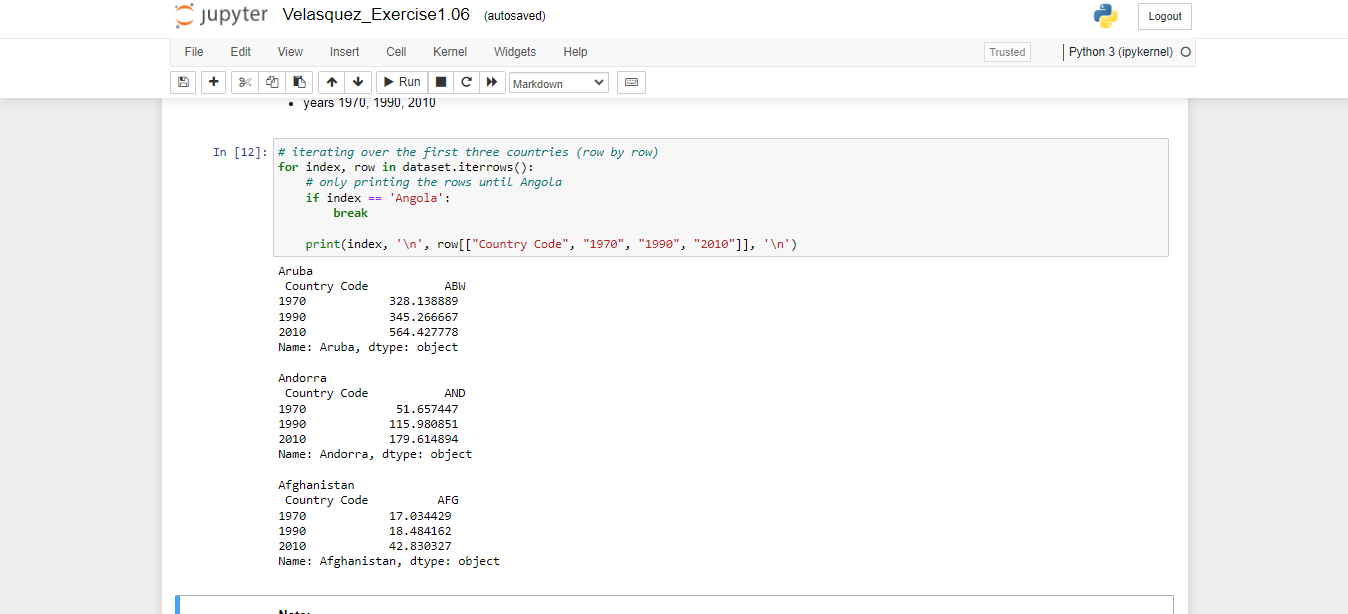 jupyter Velasquez_Exercise1.06 (autosaved)
Logout
File Edit View Insert Cell Kernel Widgets Help
Trusted
Python 3 (ipykernel)
Run
Markdown
years 1970, 1990, 2010
In [12]:
# iterating over the first three countries (row by row)
for index, row in dataset.iterrows():
    # only printing the rows until Angola
    if index == 'Angola':
        break
    print(index, '\n', row[["Country Code", "1970", "1990", "2010"]], '\n')
Aruba
 Country Code           ABW
1970            328.138889
1990            345.266667
2010            564.427778
Name: Aruba, dtype: object
Andorra
 Country Code           AND
1970             51.657447
1990            115.980851
2010            179.614894
Name: Andorra, dtype: object
Afghanistan
 Country Code          AFG
1970            17.034429
1990            18.484162
2010            42.830327
Name: Afghanistan, dtype: object
Note: